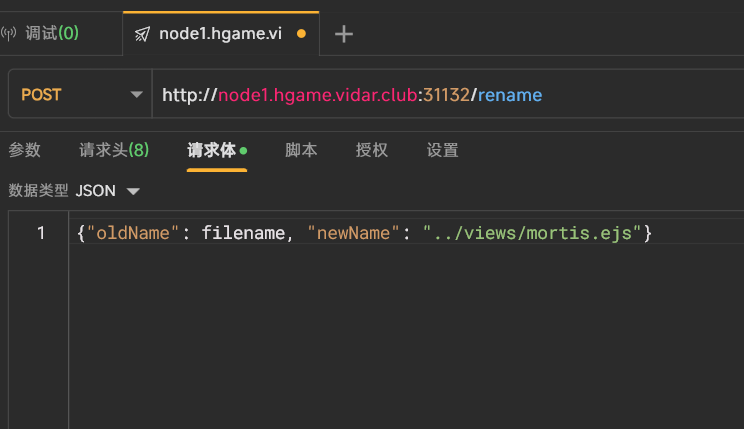 调试(0) node1.hgame.vi
POST http://node1.hgame.vidar.club:31132/rename
参数 请求头(8) 请求体 脚本 授权 设置
数据类型 JSON
1 {"oldName": filename, "newName": "../views/mortis.ejs"}